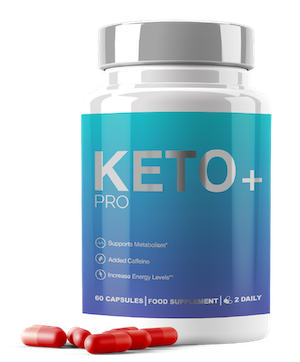 KETO+
PRO
Supports Metabolism*
Added Caffeine
Increase Energy Levels**
60 CAPSULES | FOOD SUPPLEMENT | 2 DAILY